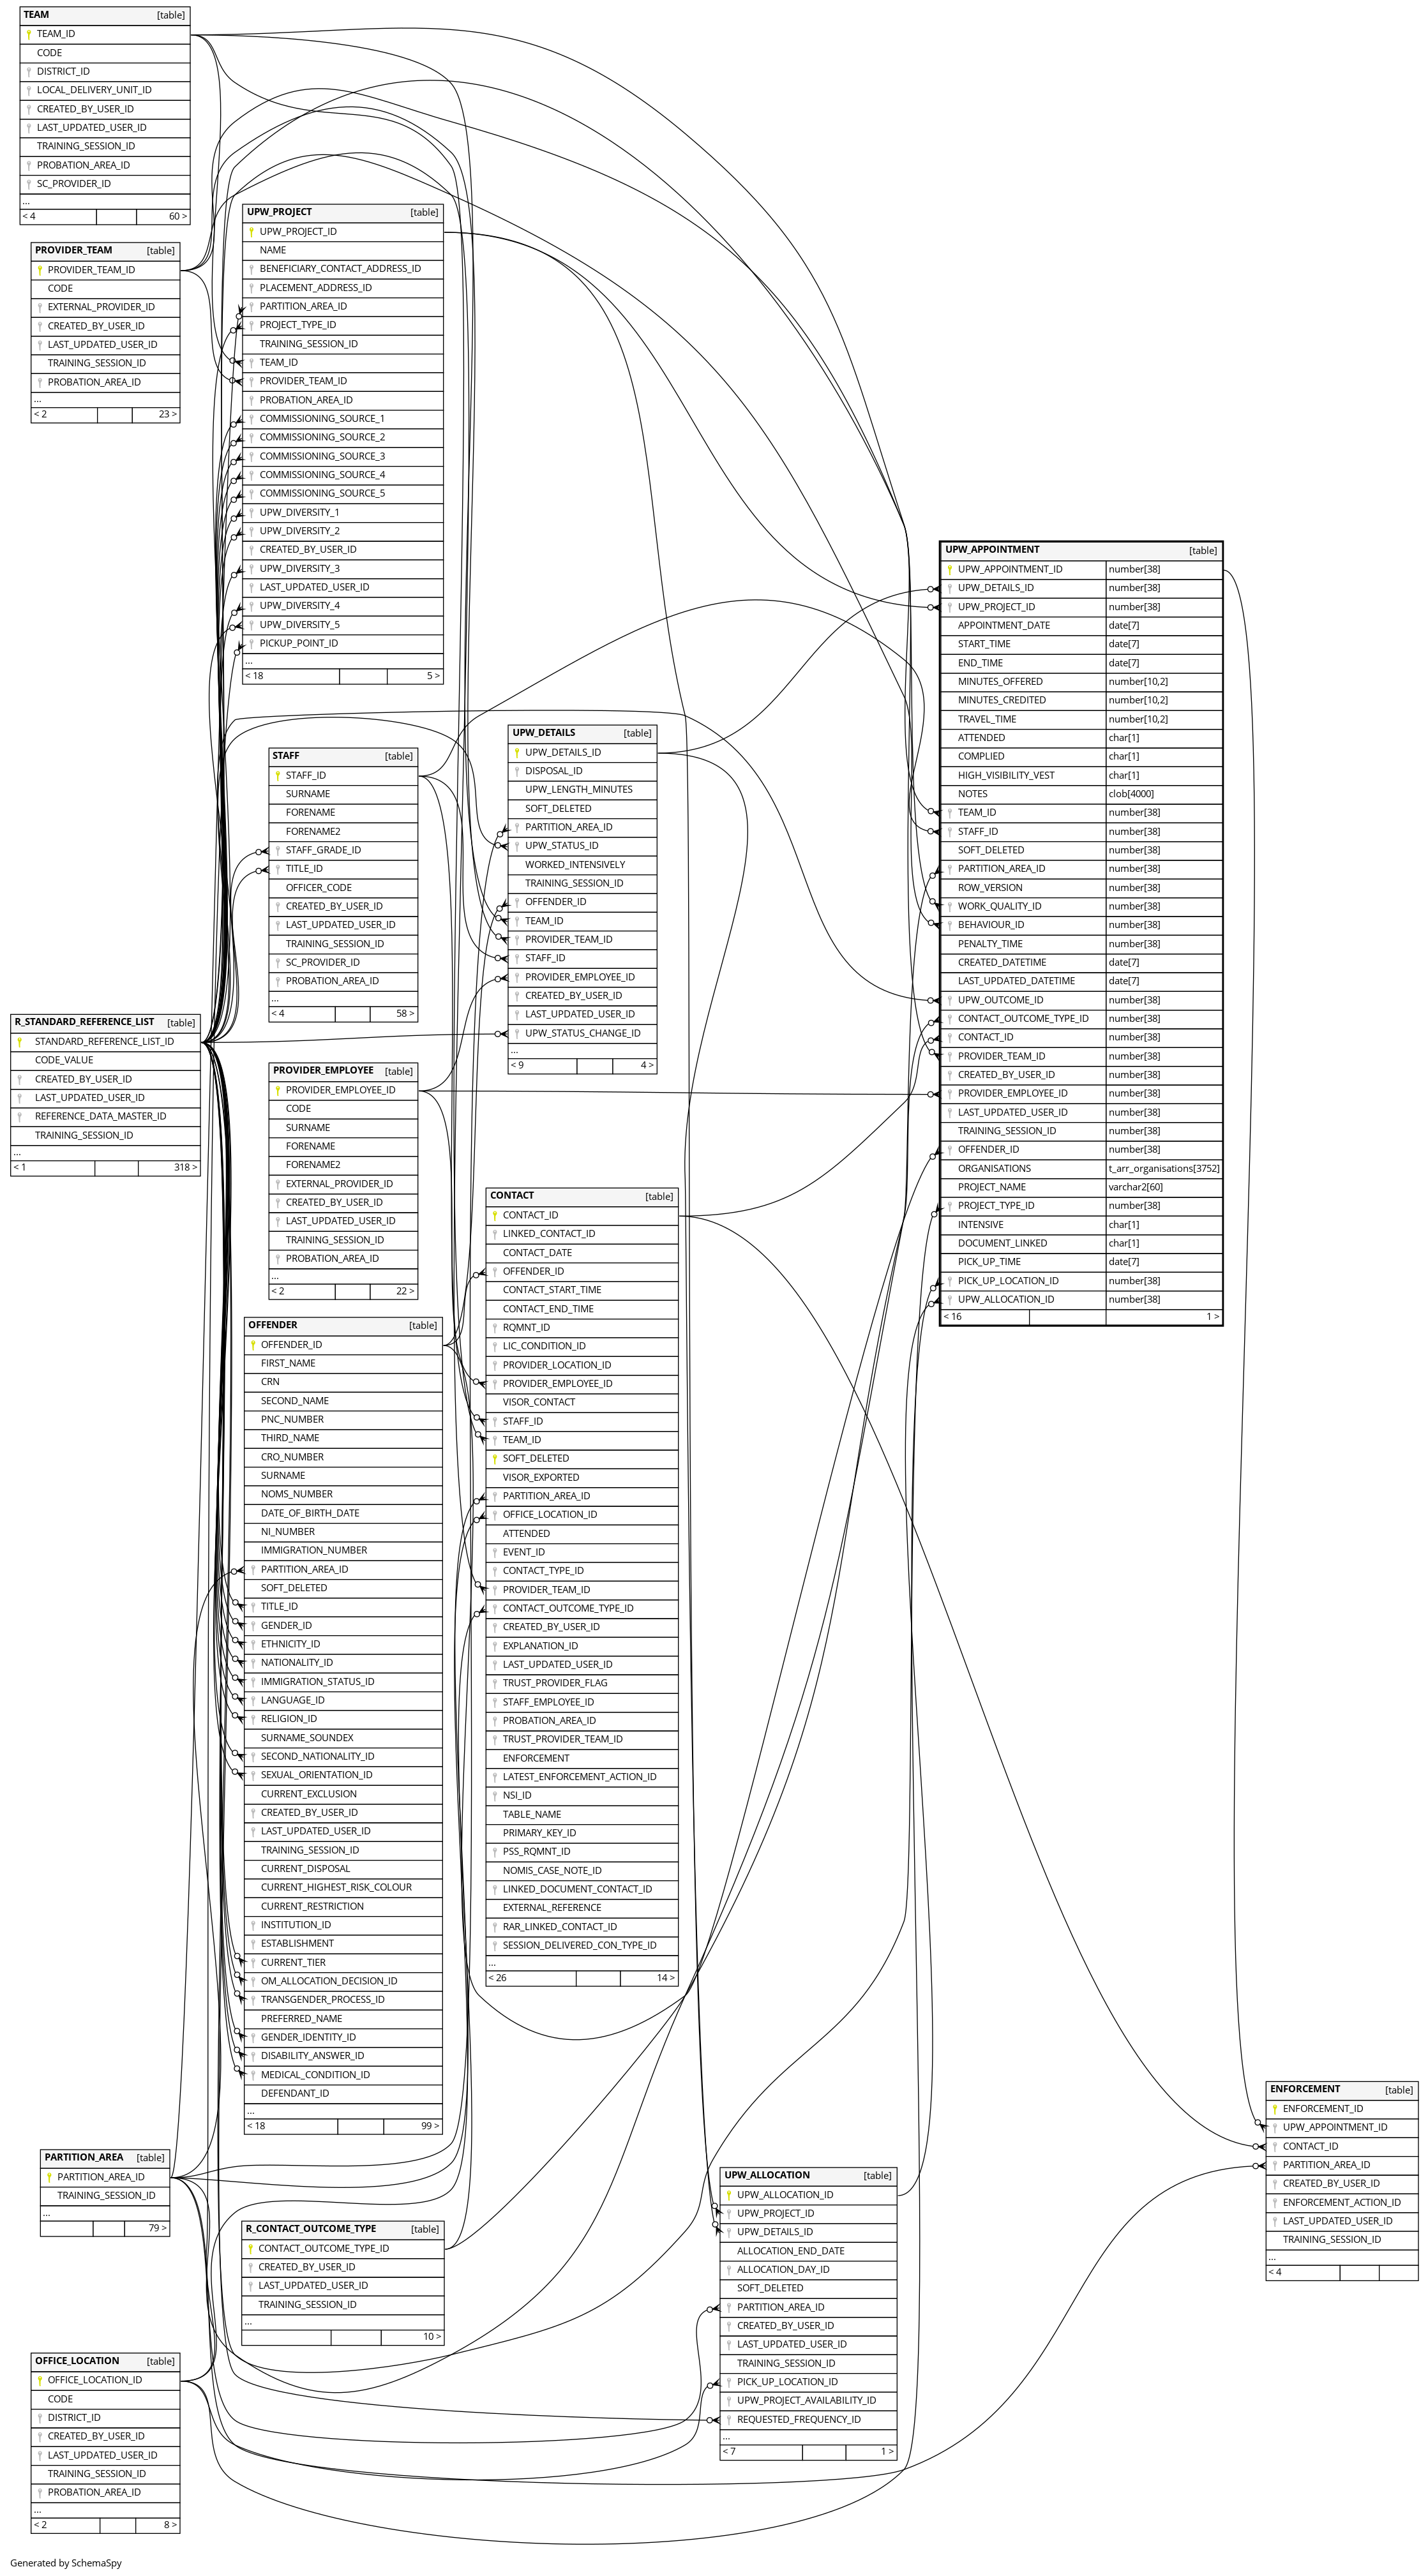 TEAM [table]
TEAM_ID
CODE
DISTRICT_ID
LOCAL_DELIVERY_UNIT_ID
CREATED_BY_USER_ID
LAST_UPDATED_USER_ID
TRAINING_SESSION_ID
PROBATION_AREA_ID
SC_PROVIDER_ID
...
< 4 60 >
PROVIDER_TEAM [table]
PROVIDER_TEAM_ID
CODE
EXTERNAL_PROVIDER_ID
CREATED_BY_USER_ID
LAST_UPDATED_USER_ID
TRAINING_SESSION_ID
PROBATION_AREA_ID
...
< 2 23 >
UPW_PROJECT [table]
UPW_PROJECT_ID
NAME
BENEFICIARY_CONTACT_ADDRESS_ID
PLACEMENT_ADDRESS_ID
PARTITION_AREA_ID
PROJECT_TYPE_ID
TRAINING_SESSION_ID
TEAM_ID
PROVIDER_TEAM_ID
PROBATION_AREA_ID
COMMISSIONING_SOURCE_1
COMMISSIONING_SOURCE_2
COMMISSIONING_SOURCE_3
COMMISSIONING_SOURCE_4
COMMISSIONING_SOURCE_5
UPW_DIVERSITY_1
UPW_DIVERSITY_2
CREATED_BY_USER_ID
UPW_DIVERSITY_3
LAST_UPDATED_USER_ID
UPW_DIVERSITY_4
UPW_DIVERSITY_5
PICKUP_POINT_ID
...
< 18 5 >
UPW_APPOINTMENT [table]
UPW_APPOINTMENT_ID number[38]
UPW_DETAILS_ID number[38]
UPW_PROJECT_ID number[38]
APPOINTMENT_DATE date[7]
START_TIME date[7]
END_TIME date[7]
MINUTES_OFFERED number[10,2]
MINUTES_CREDITED number[10,2]
TRAVEL_TIME number[10,2]
ATTENDED char[1]
COMPLIED char[1]
HIGH_VISIBILITY_VEST char[1]
NOTES clob[4000]
TEAM_ID number[38]
STAFF_ID number[38]
SOFT_DELETED number[38]
PARTITION_AREA_ID number[38]
ROW_VERSION number[38]
WORK_QUALITY_ID number[38]
BEHAVIOUR_ID number[38]
PENALTY_TIME number[38]
CREATED_DATETIME date[7]
LAST_UPDATED_DATETIME date[7]
UPW_OUTCOME_ID number[38]
CONTACT_OUTCOME_TYPE_ID number[38]
CONTACT_ID number[38]
PROVIDER_TEAM_ID number[38]
CREATED_BY_USER_ID number[38]
PROVIDER_EMPLOYEE_ID number[38]
LAST_UPDATED_USER_ID number[38]
TRAINING_SESSION_ID number[38]
OFFENDER_ID number[38]
ORGANISATIONS t_arr_organisations[3752]
PROJECT_NAME varchar2[60]
PROJECT_TYPE_ID number[38]
INTENSIVE char[1]
DOCUMENT_LINKED char[1]
PICK_UP_TIME date[7]
PICK_UP_LOCATION_ID number[38]
UPW_ALLOCATION_ID number[38]
< 16 1 >
UPW_DETAILS [table]
UPW_DETAILS_ID
DISPOSAL_ID
UPW_LENGTH_MINUTES
SOFT_DELETED
PARTITION_AREA_ID
UPW_STATUS_ID
WORKED_INTENSIVELY
TRAINING_SESSION_ID
OFFENDER_ID
TEAM_ID
PROVIDER_TEAM_ID
STAFF_ID
PROVIDER_EMPLOYEE_ID
CREATED_BY_USER_ID
LAST_UPDATED_USER_ID
UPW_STATUS_CHANGE_ID
...
< 9 4 >
STAFF [table]
STAFF_ID
SURNAME
FORENAME
FORENAME2
STAFF_GRADE_ID
TITLE_ID
OFFICER_CODE
CREATED_BY_USER_ID
LAST_UPDATED_USER_ID
TRAINING_SESSION_ID
SC_PROVIDER_ID
PROBATION_AREA_ID
...
< 4 58 >
R_STANDARD_REFERENCE_LIST [table]
STANDARD_REFERENCE_LIST_ID
CODE_VALUE
CREATED_BY_USER_ID
LAST_UPDATED_USER_ID
REFERENCE_DATA_MASTER_ID
TRAINING_SESSION_ID
...
< 1 318 >
PROVIDER_EMPLOYEE [table]
PROVIDER_EMPLOYEE_ID
CODE
SURNAME
FORENAME
FORENAME2
EXTERNAL_PROVIDER_ID
CREATED_BY_USER_ID
LAST_UPDATED_USER_ID
TRAINING_SESSION_ID
PROBATION_AREA_ID
...
< 2 22 >
CONTACT [table]
CONTACT_ID
LINKED_CONTACT_ID
CONTACT_DATE
OFFENDER_ID
CONTACT_START_TIME
CONTACT_END_TIME
RQMNT_ID
LIC_CONDITION_ID
PROVIDER_LOCATION_ID
PROVIDER_EMPLOYEE_ID
VISOR_CONTACT
STAFF_ID
TEAM_ID
SOFT_DELETED
VISOR_EXPORTED
PARTITION_AREA_ID
OFFICE_LOCATION_ID
ATTENDED
EVENT_ID
CONTACT_TYPE_ID
PROVIDER_TEAM_ID
CONTACT_OUTCOME_TYPE_ID
CREATED_BY_USER_ID
EXPLANATION_ID
LAST_UPDATED_USER_ID
TRUST_PROVIDER_FLAG
STAFF_EMPLOYEE_ID
PROBATION_AREA_ID
TRUST_PROVIDER_TEAM_ID
ENFORCEMENT
LATEST_ENFORCEMENT_ACTION_ID
NSI_ID
TABLE_NAME
PRIMARY_KEY_ID
PSS_RQMNT_ID
NOMIS_CASE_NOTE_ID
LINKED_DOCUMENT_CONTACT_ID
EXTERNAL_REFERENCE
RAR_LINKED_CONTACT_ID
SESSION_DELIVERED_CON_TYPE_ID
...
< 26 14 >
OFFENDER [table]
OFFENDER_ID
FIRST_NAME
CRN
SECOND_NAME
PNC_NUMBER
THIRD_NAME
CRO_NUMBER
SURNAME
NOMS_NUMBER
DATE_OF_BIRTH_DATE
NI_NUMBER
IMMIGRATION_NUMBER
PARTITION_AREA_ID
SOFT_DELETED
TITLE_ID
GENDER_ID
ETHNICITY_ID
NATIONALITY_ID
IMMIGRATION_STATUS_ID
LANGUAGE_ID
RELIGION_ID
SURNAME_SOUNDEX
SECOND_NATIONALITY_ID
SEXUAL_ORIENTATION_ID
CURRENT_EXCLUSION
CREATED_BY_USER_ID
LAST_UPDATED_USER_ID
TRAINING_SESSION_ID
CURRENT_DISPOSAL
CURRENT_HIGHEST_RISK_COLOUR
CURRENT_RESTRICTION
INSTITUTION_ID
ESTABLISHMENT
CURRENT_TIER
OM_ALLOCATION_DECISION_ID
TRANSGENDER_PROCESS_ID
PREFERRED_NAME
GENDER_IDENTITY_ID
DISABILITY_ANSWER_ID
MEDICAL_CONDITION_ID
DEFENDANT_ID
...
< 18 99 >
ENFORCEMENT [table]
ENFORCEMENT_ID
UPW_APPOINTMENT_ID
CONTACT_ID
PARTITION_AREA_ID
CREATED_BY_USER_ID
ENFORCEMENT_ACTION_ID
LAST_UPDATED_USER_ID
TRAINING_SESSION_ID
...
< 4
PARTITION_AREA [table]
PARTITION_AREA_ID
TRAINING_SESSION_ID
...
79 >
UPW_ALLOCATION [table]
UPW_ALLOCATION_ID
UPW_PROJECT_ID
UPW_DETAILS_ID
ALLOCATION_END_DATE
ALLOCATION_DAY_ID
SOFT_DELETED
PARTITION_AREA_ID
CREATED_BY_USER_ID
LAST_UPDATED_USER_ID
TRAINING_SESSION_ID
PICK_UP_LOCATION_ID
UPW_PROJECT_AVAILABILITY_ID
REQUESTED_FREQUENCY_ID
...
< 7 1 >
R_CONTACT_OUTCOME_TYPE [table]
CONTACT_OUTCOME_TYPE_ID
CREATED_BY_USER_ID
LAST_UPDATED_USER_ID
TRAINING_SESSION_ID
...
10 >
OFFICE_LOCATION [table]
OFFICE_LOCATION_ID
CODE
DISTRICT_ID
CREATED_BY_USER_ID
LAST_UPDATED_USER_ID
TRAINING_SESSION_ID
PROBATION_AREA_ID
...
< 2 8 >
Generated by SchemaSpy